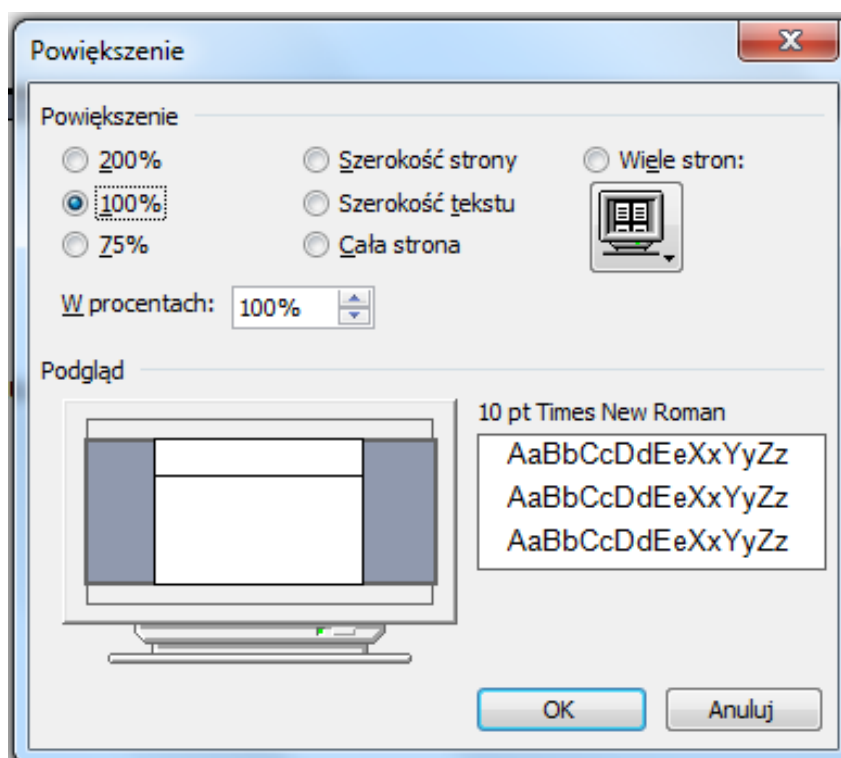 Powiększenie
Powiększenie
200% Szerokość strony Wiele stron:
100% Szerokość tekstu
75% Cała strona
W procentach: 100%
Podgląd
10 pt Times New Roman
AaBbCcDdEeXxYyZz
AaBbCcDdEeXxYyZz
AaBbCcDdEeXxYyZz
OK Anuluj